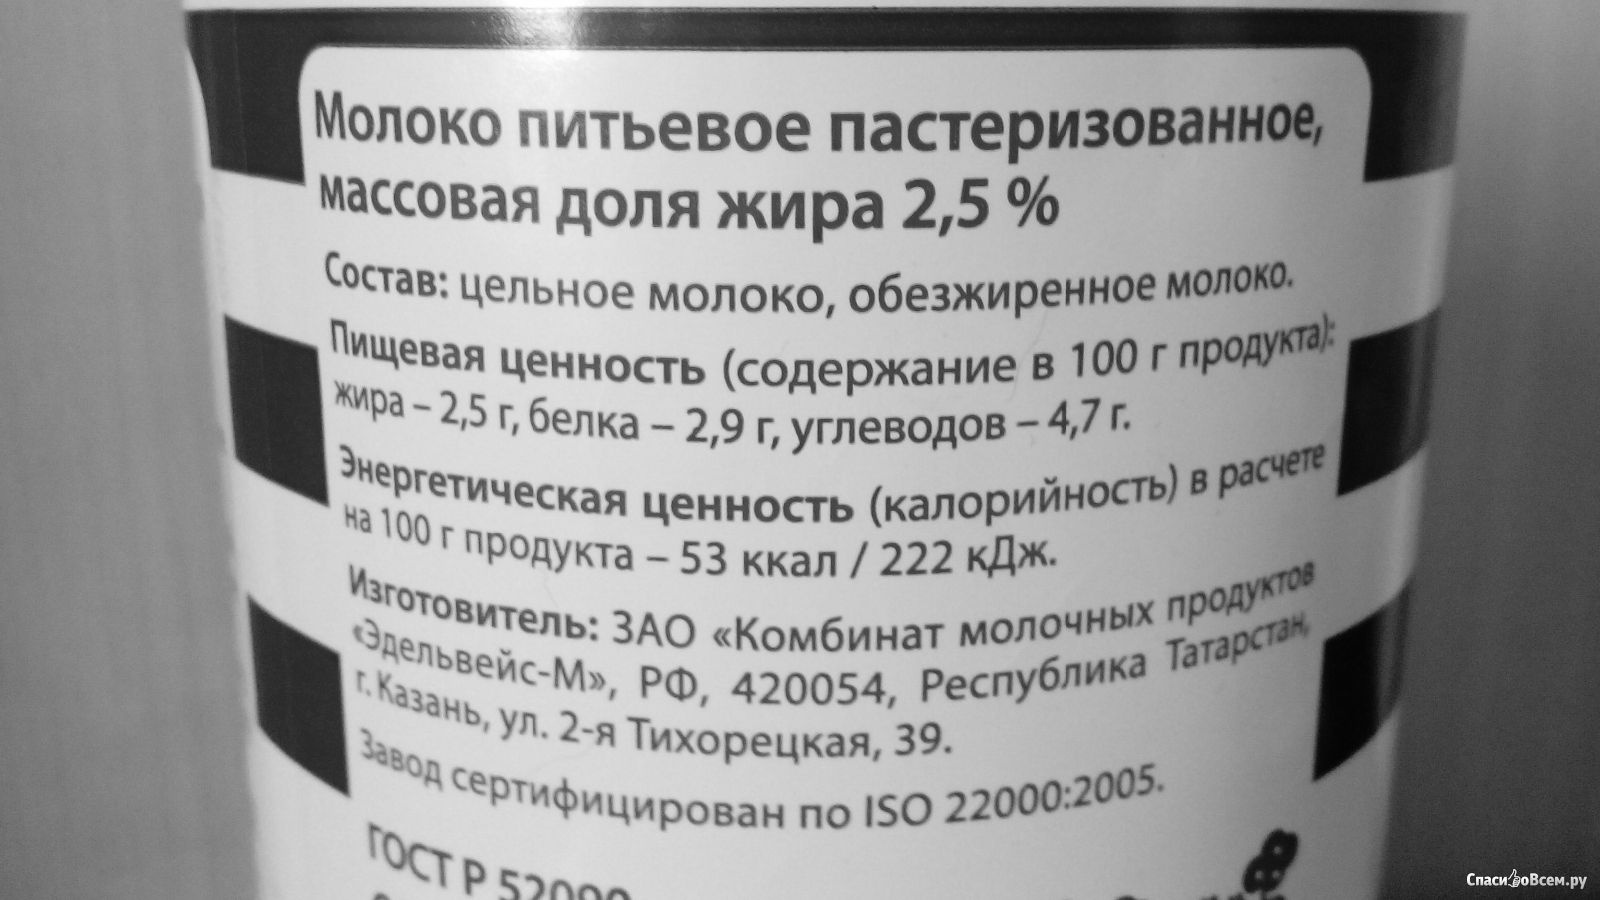 Молоко питьевое пастеризованное,
массовая доля жира 2,5 %
Состав: цельное молоко, обезжиренное молоко.
Пищевая ценность (содержание в 100 г продукта):
жира – 2,5 г, белка – 2,9 г, углеводов – 4,7 г.
Энергетическая ценность (калорийность) в расчете
на 100 г продукта – 53 ккал / 222 кДж.
Изготовитель: ЗАО «Комбинат молочных продуктов
«Эдельвейс-М», РФ, 420054, Республика Татарстан,
г. Казань, ул. 2-я Тихорецкая, 39.
Завод сертифицирован по ISO 22000:2005.
ГОСТ Р 52090
СпасибоВсем.ру